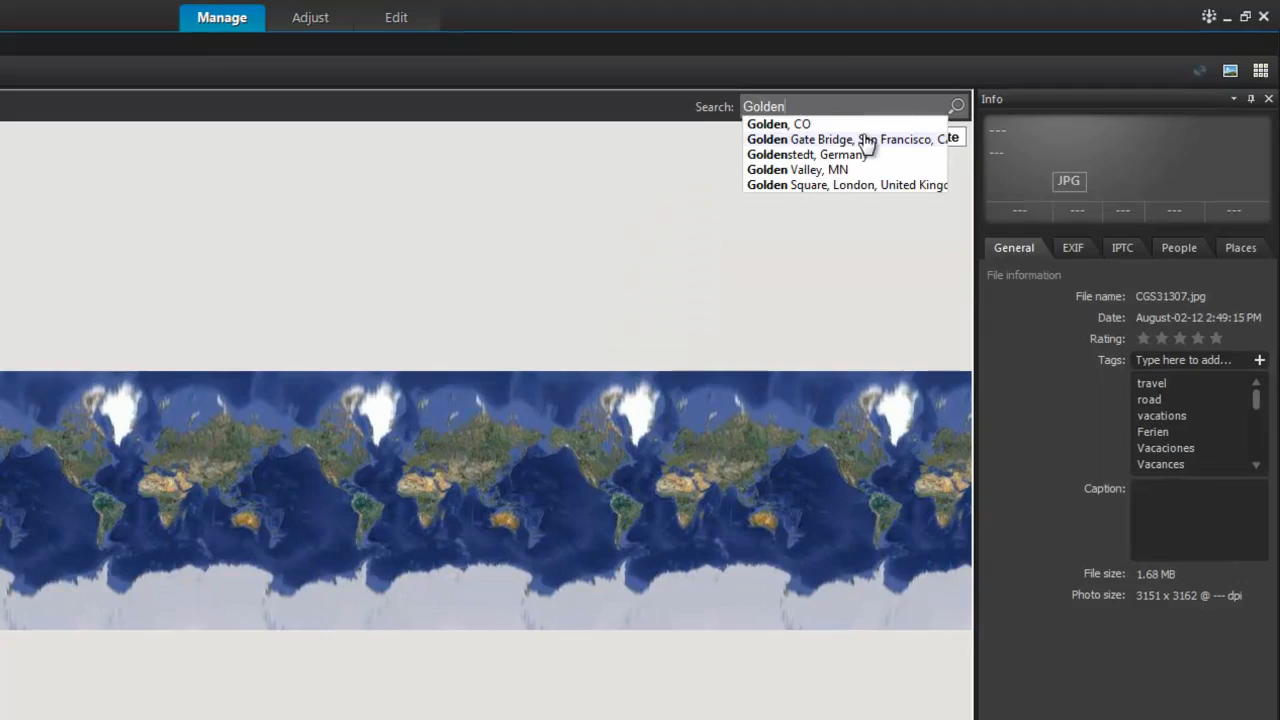 Manage Adjust Edit
Search: Golden
Golden, CO
Golden Gate Bridge, San Francisco,
te
Goldenstedt, Germany
Golden Valley, MN
Golden Square, London, United
Info
---
---
JPG
--- --- --- --- ---
General EXIF IPTC People Places
File information
File name: CGS31307.jpg
Date: August-02-12 2:49:15 PM
Rating:
Tags: Type here to add... +
travel
road
vacations
Ferien
Vacaciones
Vacances
Caption:
File size: 1.68 MB
Photo size: 3151 x 3162 @ --- dpi